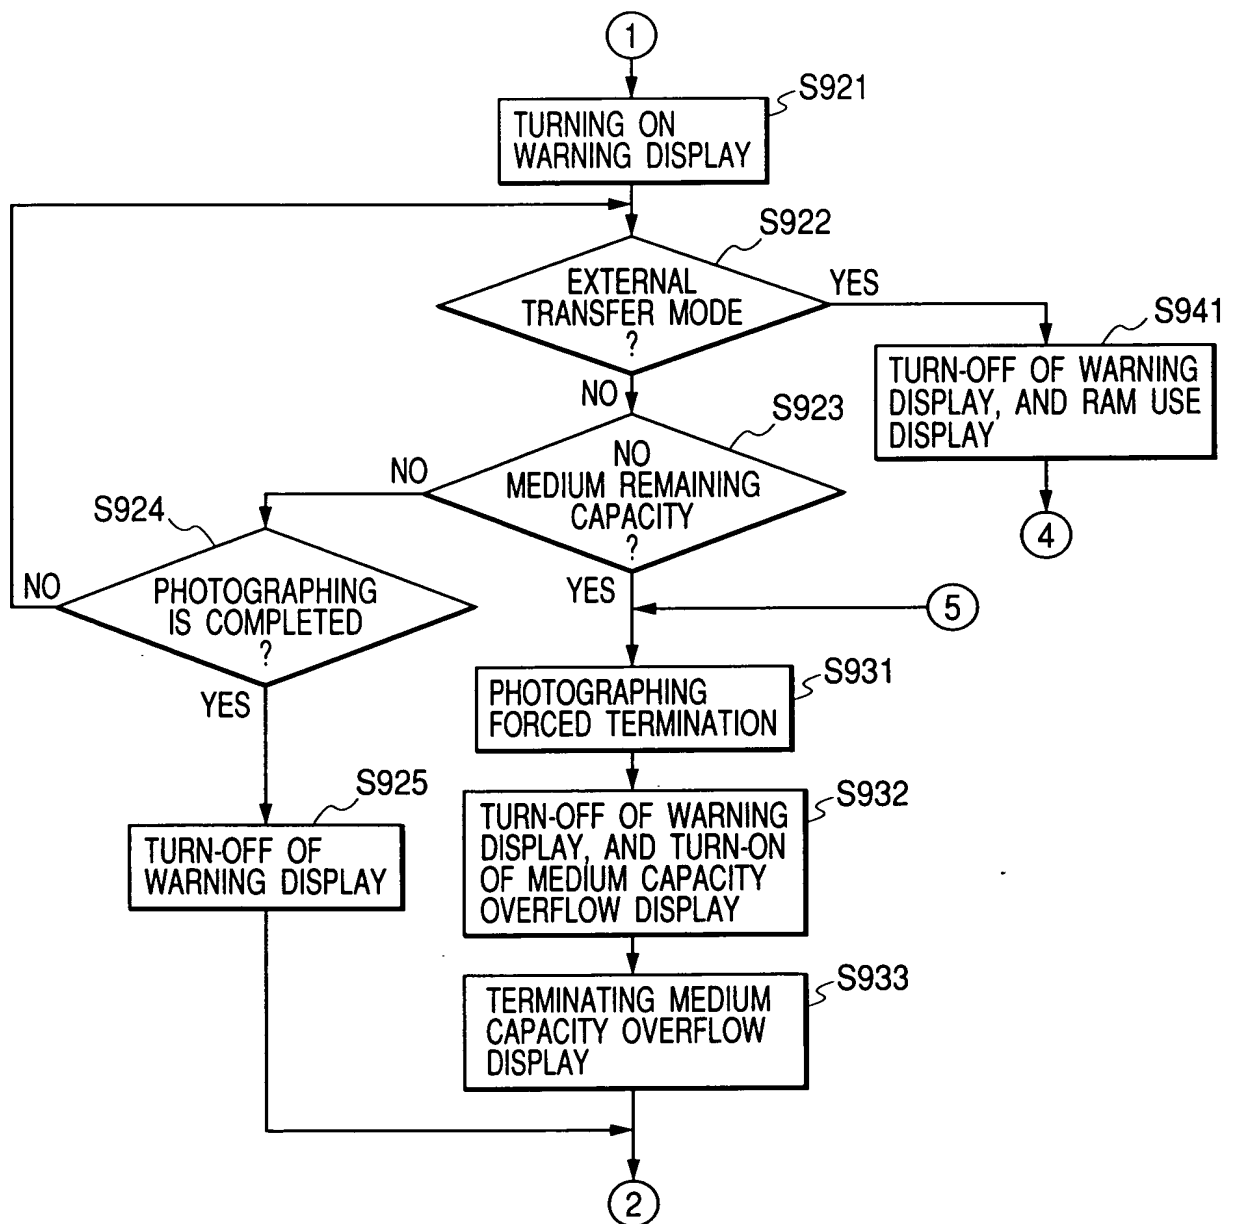 1
S921
TURNING ON
WARNING DISPLAY
S922
EXTERNAL
TRANSFER MODE
?
YES
NO
S941
TURN-OFF OF WARNING
DISPLAY, AND RAM USE
DISPLAY
4
S923
NO
MEDIUM REMAINING
CAPACITY
?
NO
YES
S924
PHOTOGRAPHING
IS COMPLETED
?
NO
YES
5
S931
PHOTOGRAPHING
FORCED TERMINATION
S925
TURN-OFF OF
WARNING DISPLAY
S932
TURN-OFF OF WARNING
DISPLAY, AND TURN-ON
OF MEDIUM CAPACITY
OVERFLOW DISPLAY
S933
TERMINATING MEDIUM
CAPACITY OVERFLOW
DISPLAY
2